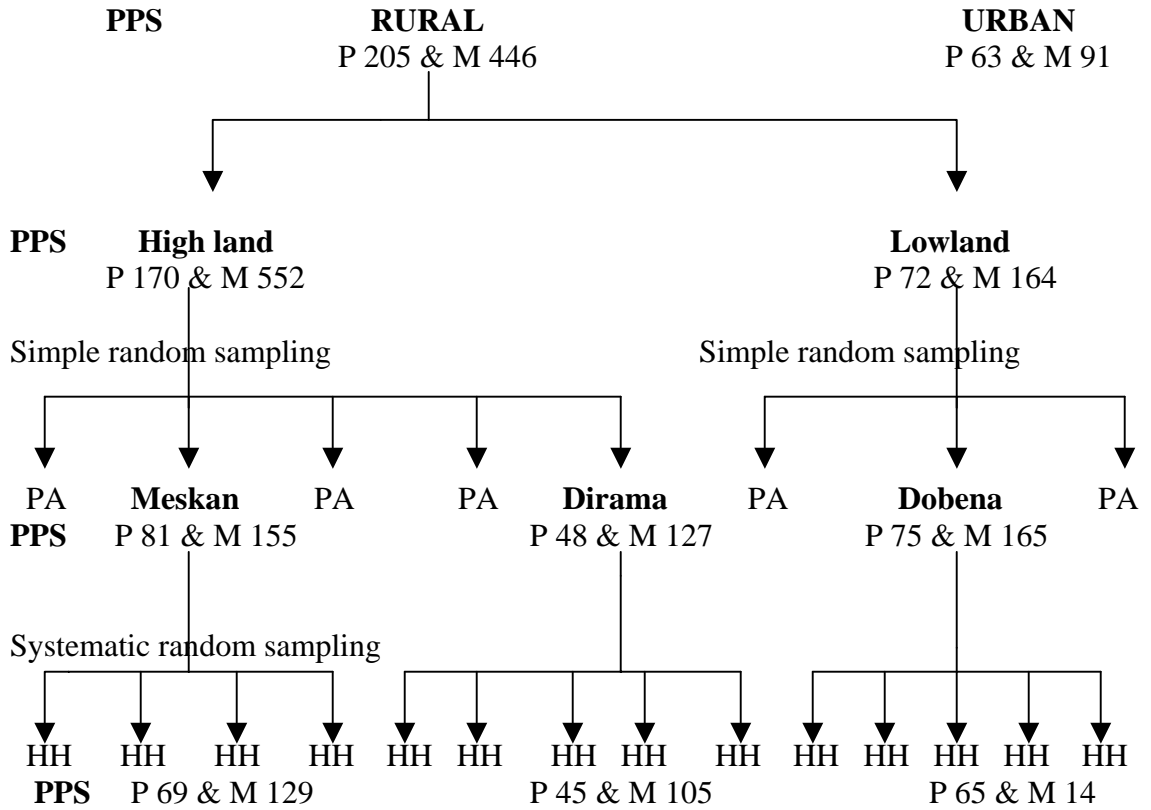 PPS RURAL URBAN
P 205 & M 446 P 63 & M 91
PPS High land Lowland
P 170 & M 552 P 72 & M 164
Simple random sampling Simple random sampling
PA Meskan PA PA Dirama PA Dobena PA
PPS P 81 & M 155 P 48 & M 127 P 75 & M 165
Systematic random sampling
HH HH HH HH HH HH HH HH HH HH HH HH HH HH
PPS P 69 & M 129 P 45 & M 105 P 65 & M 14